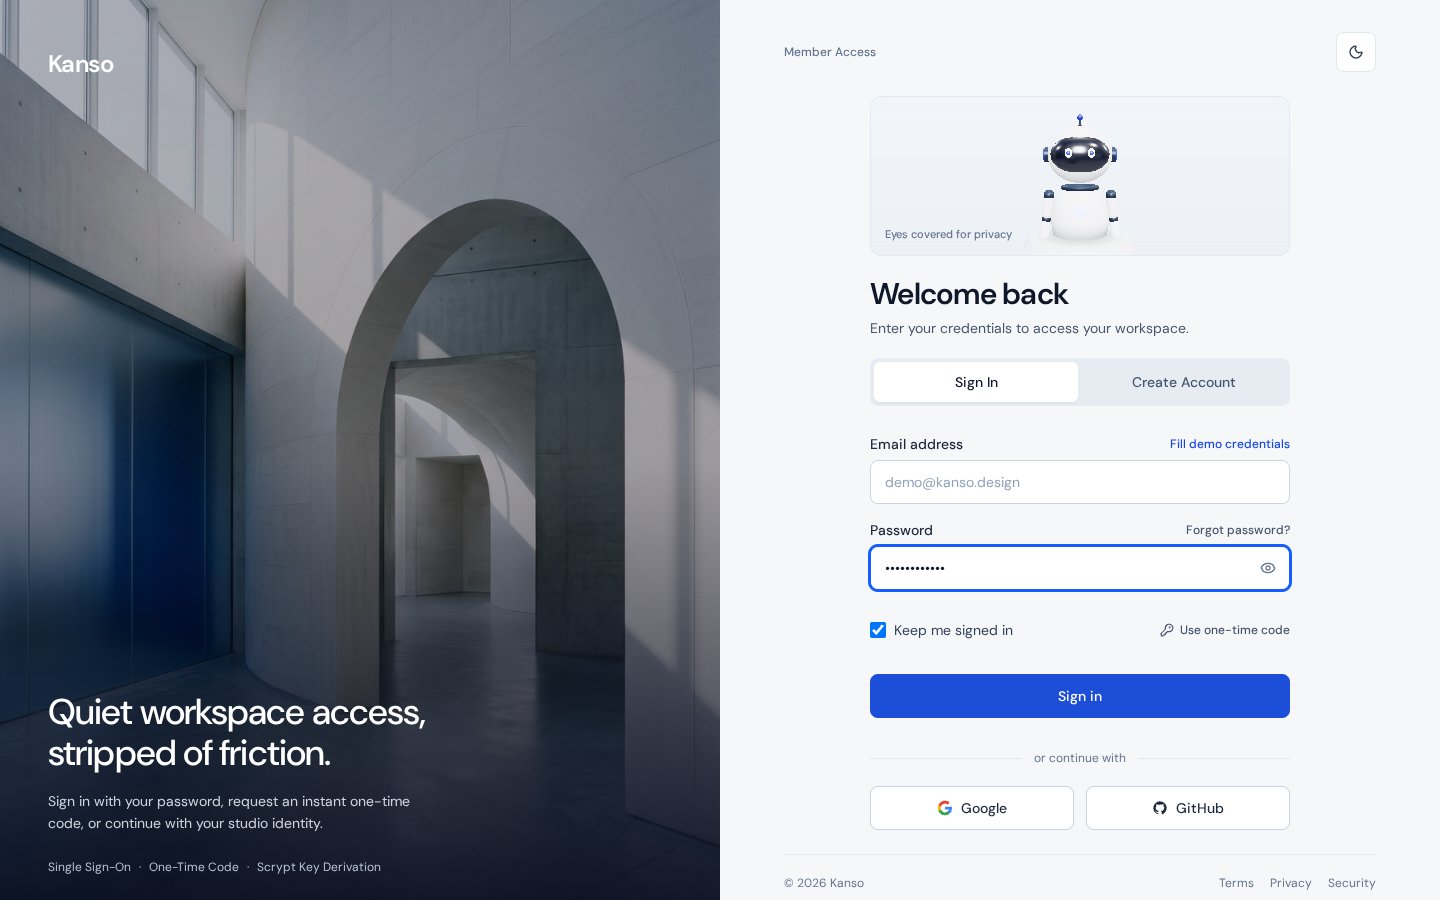 Kanso
Quiet workspace access,
stripped of friction.
Sign in with your password, request an instant one-time
code, or continue with your studio identity.
Single Sign-On · One-Time Code · Scrypt Key Derivation
Member Access
Eyes covered for privacy
Welcome back
Enter your credentials to access your workspace.
Sign In
Create Account
Email address
Fill demo credentials
demo@kanso.design
Password
Forgot password?
••••••••••••
Keep me signed in
Use one-time code
Sign in
or continue with
Google
GitHub
© 2026 Kanso
Terms
Privacy
Security